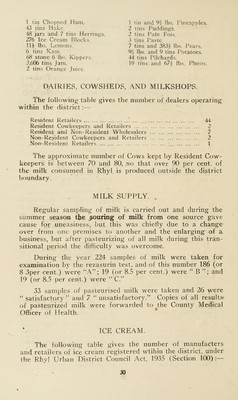 1 tin Chopped Ham.
43 tins Hake.
48 jars and 7 tins Herrings.
226 Ice Cream Blocks.
11½ lbs. Lemons.
6 tins Kam.
68 stone 6 lbs. Kippers.
2,606 tins Jam.
2 tins Orange Juice.
1 tin and 9½ lbs. Pineapples.
2 tins Puddings.
2 tins Pate Fois.
3 tins Paste
7 tins and 383½ lbs. Pears.
9½ lbs. and 9 tins Potatoes.
44 tins Pilchards.
19 tins and 67½ lbs. Plums.
DAIRIES, COWSHEDS, AND MILKSHOPS.
The following table gives the number of dealers operating
within the district :—
Resident Retailers 44
Resident Cowkeepers and Retailers
Resident and Non-Resident Wholesalers
Non-Resident Cowkeepers and Retailers
Non-Resident Retailers
The approximate number of Cows kept by Resident Cow-
keepers is between 70 and 80, so that over 90 per cent. of
the milk consumed in Rhyl is produced outside the district
boundary.
MILK SUPPLY.
Regular sampling of milk is carried out and during the
summer season the souring of milk from one source gave
cause for uneasiness, but this was chiefly due to a change
over from one premises to another and the enlarging of a
business, but after pasteurizing of all milk during this tran-
sitional period the difficulty was overcome.
During the year 224 samples of milk were taken for
examination by the rezasurin test, and of this number 186 (or
8 3per cent.) were "A"; 19 (or 8.5 per cent.) were "B"; and
19 (or 8.5 per cent.) were "C."
33 samples of pasteurised milk were taken and 26 were
"satisfactory" and 7 "unsatisfactory." Copies of all results
of pasterized milk were forwarded to the County Medical
Officer of Health.
ICE CREAM.
The following table gives the number of manufacters
and retailers of ice cream registered wtihin the district, under
the Rhyl Urban District Council Act, 1935 (Section 100) :—
30